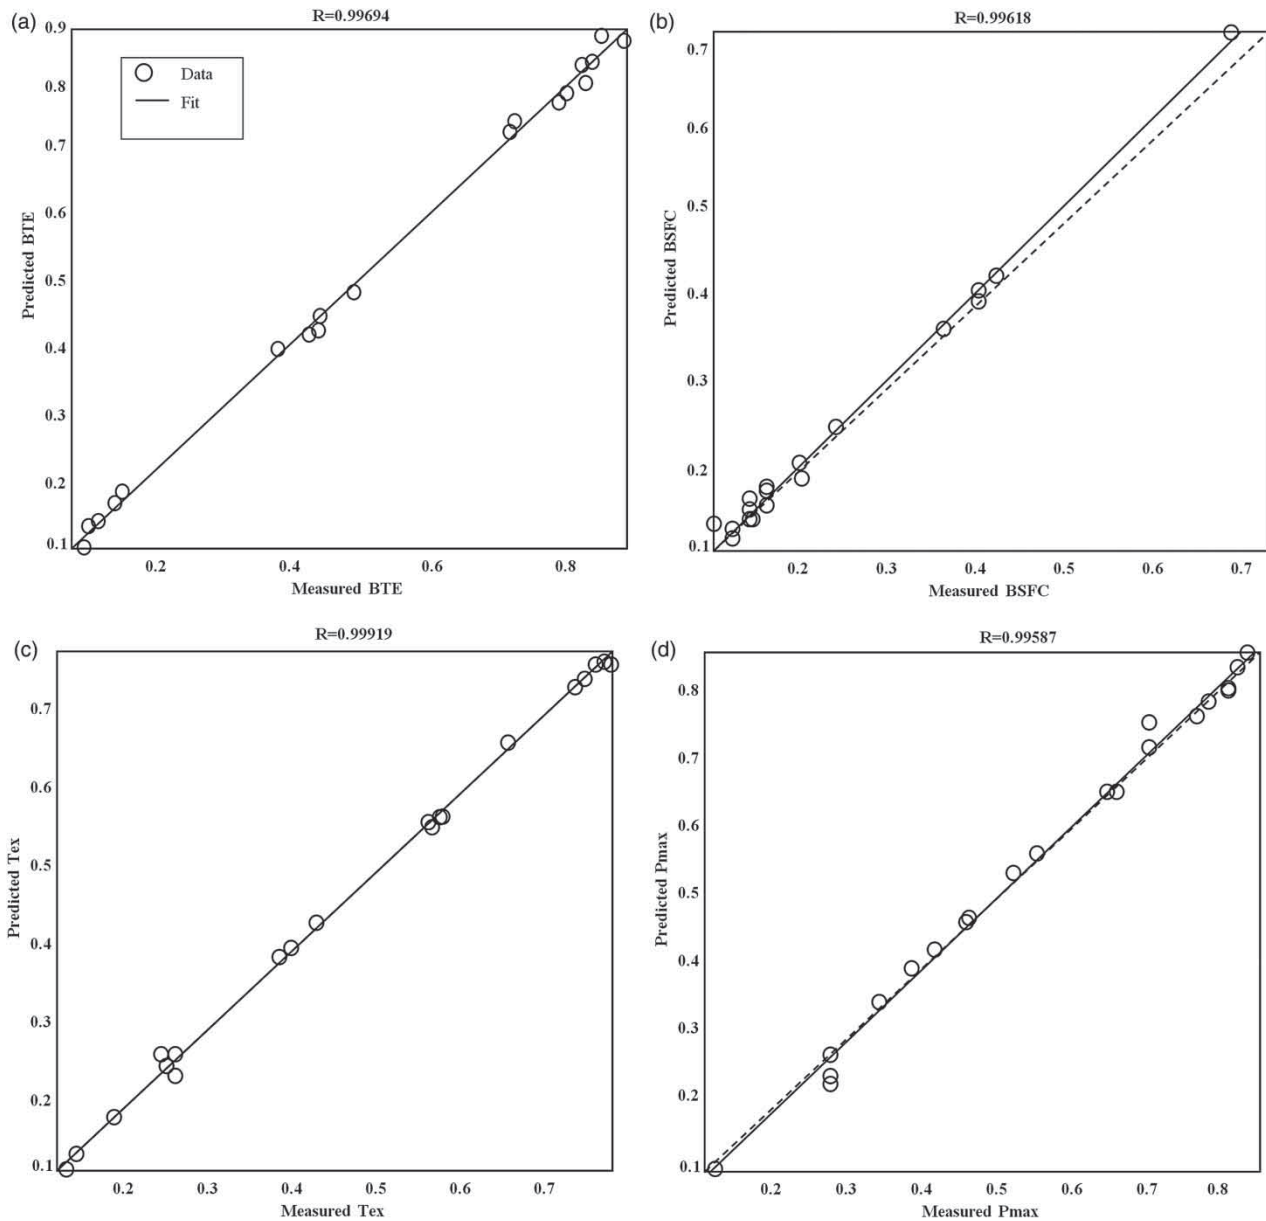 (a)
R=0.99694
0.9
0.8
0.7
0.6
0.5
0.4
0.3
0.2
0.1
Predicted BTE
Data
Fit
0.2 0.4 0.6 0.8
Measured BTE
(b)
R=0.99618
0.7
0.6
0.5
0.4
0.3
0.2
0.1
Predicted BSFC
0.2 0.3 0.4 0.5 0.6 0.7
Measured BSFC
(c)
R=0.99919
0.7
0.6
0.5
0.4
0.3
0.2
0.1
Predicted Tex
0.2 0.3 0.4 0.5 0.6 0.7
Measured Tex
(d)
R=0.99587
0.8
0.7
0.6
0.5
0.4
0.3
0.2
0.1
Predicted Pmax
0.2 0.3 0.4 0.5 0.6 0.7 0.8
Measured Pmax